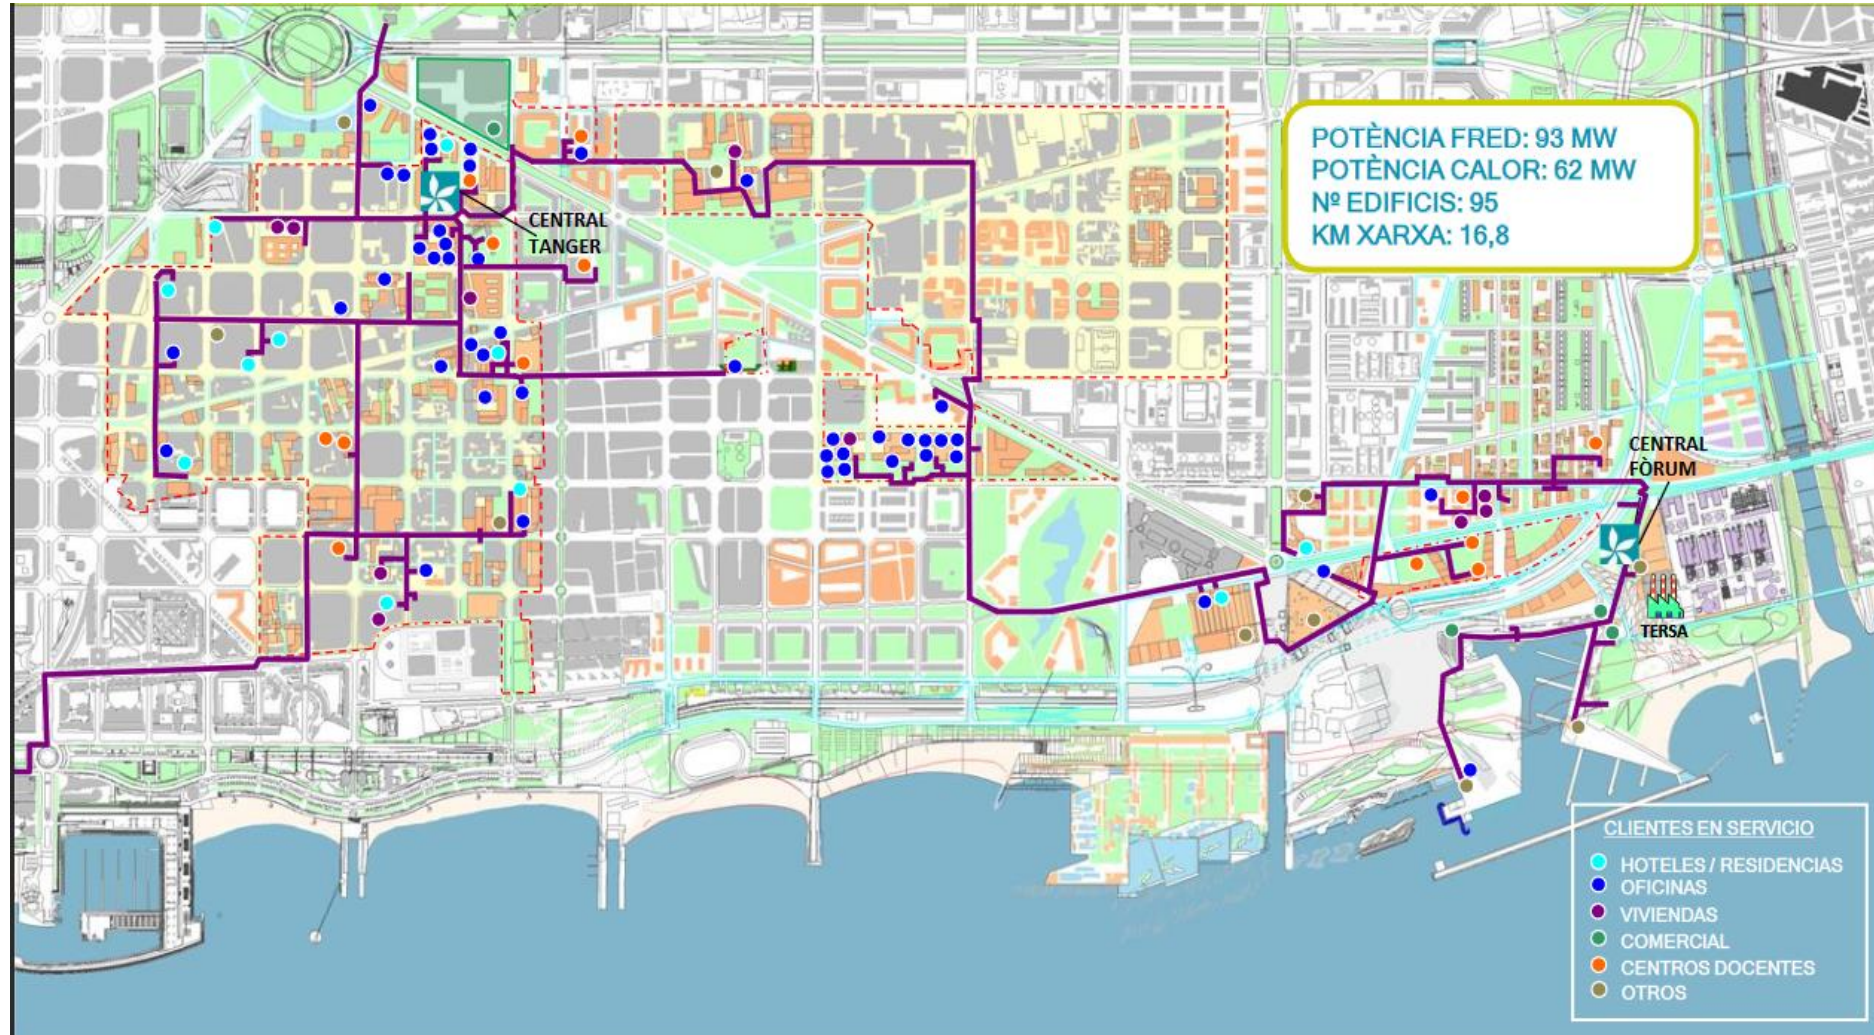 POTÈNCIA FRED: 93 MW
POTÈNCIA CALOR: 62 MW
Nº EDIFICIS: 95
KM XARXA: 16,8
CENTRAL
TANGER
CENTRAL
FÒRUM
TERSA
CLIENTES EN SERVICIO
HOTELES / RESIDENCIAS
OFICINAS
VIVIENDAS
COMERCIAL
CENTROS DOCENTES
OTROS